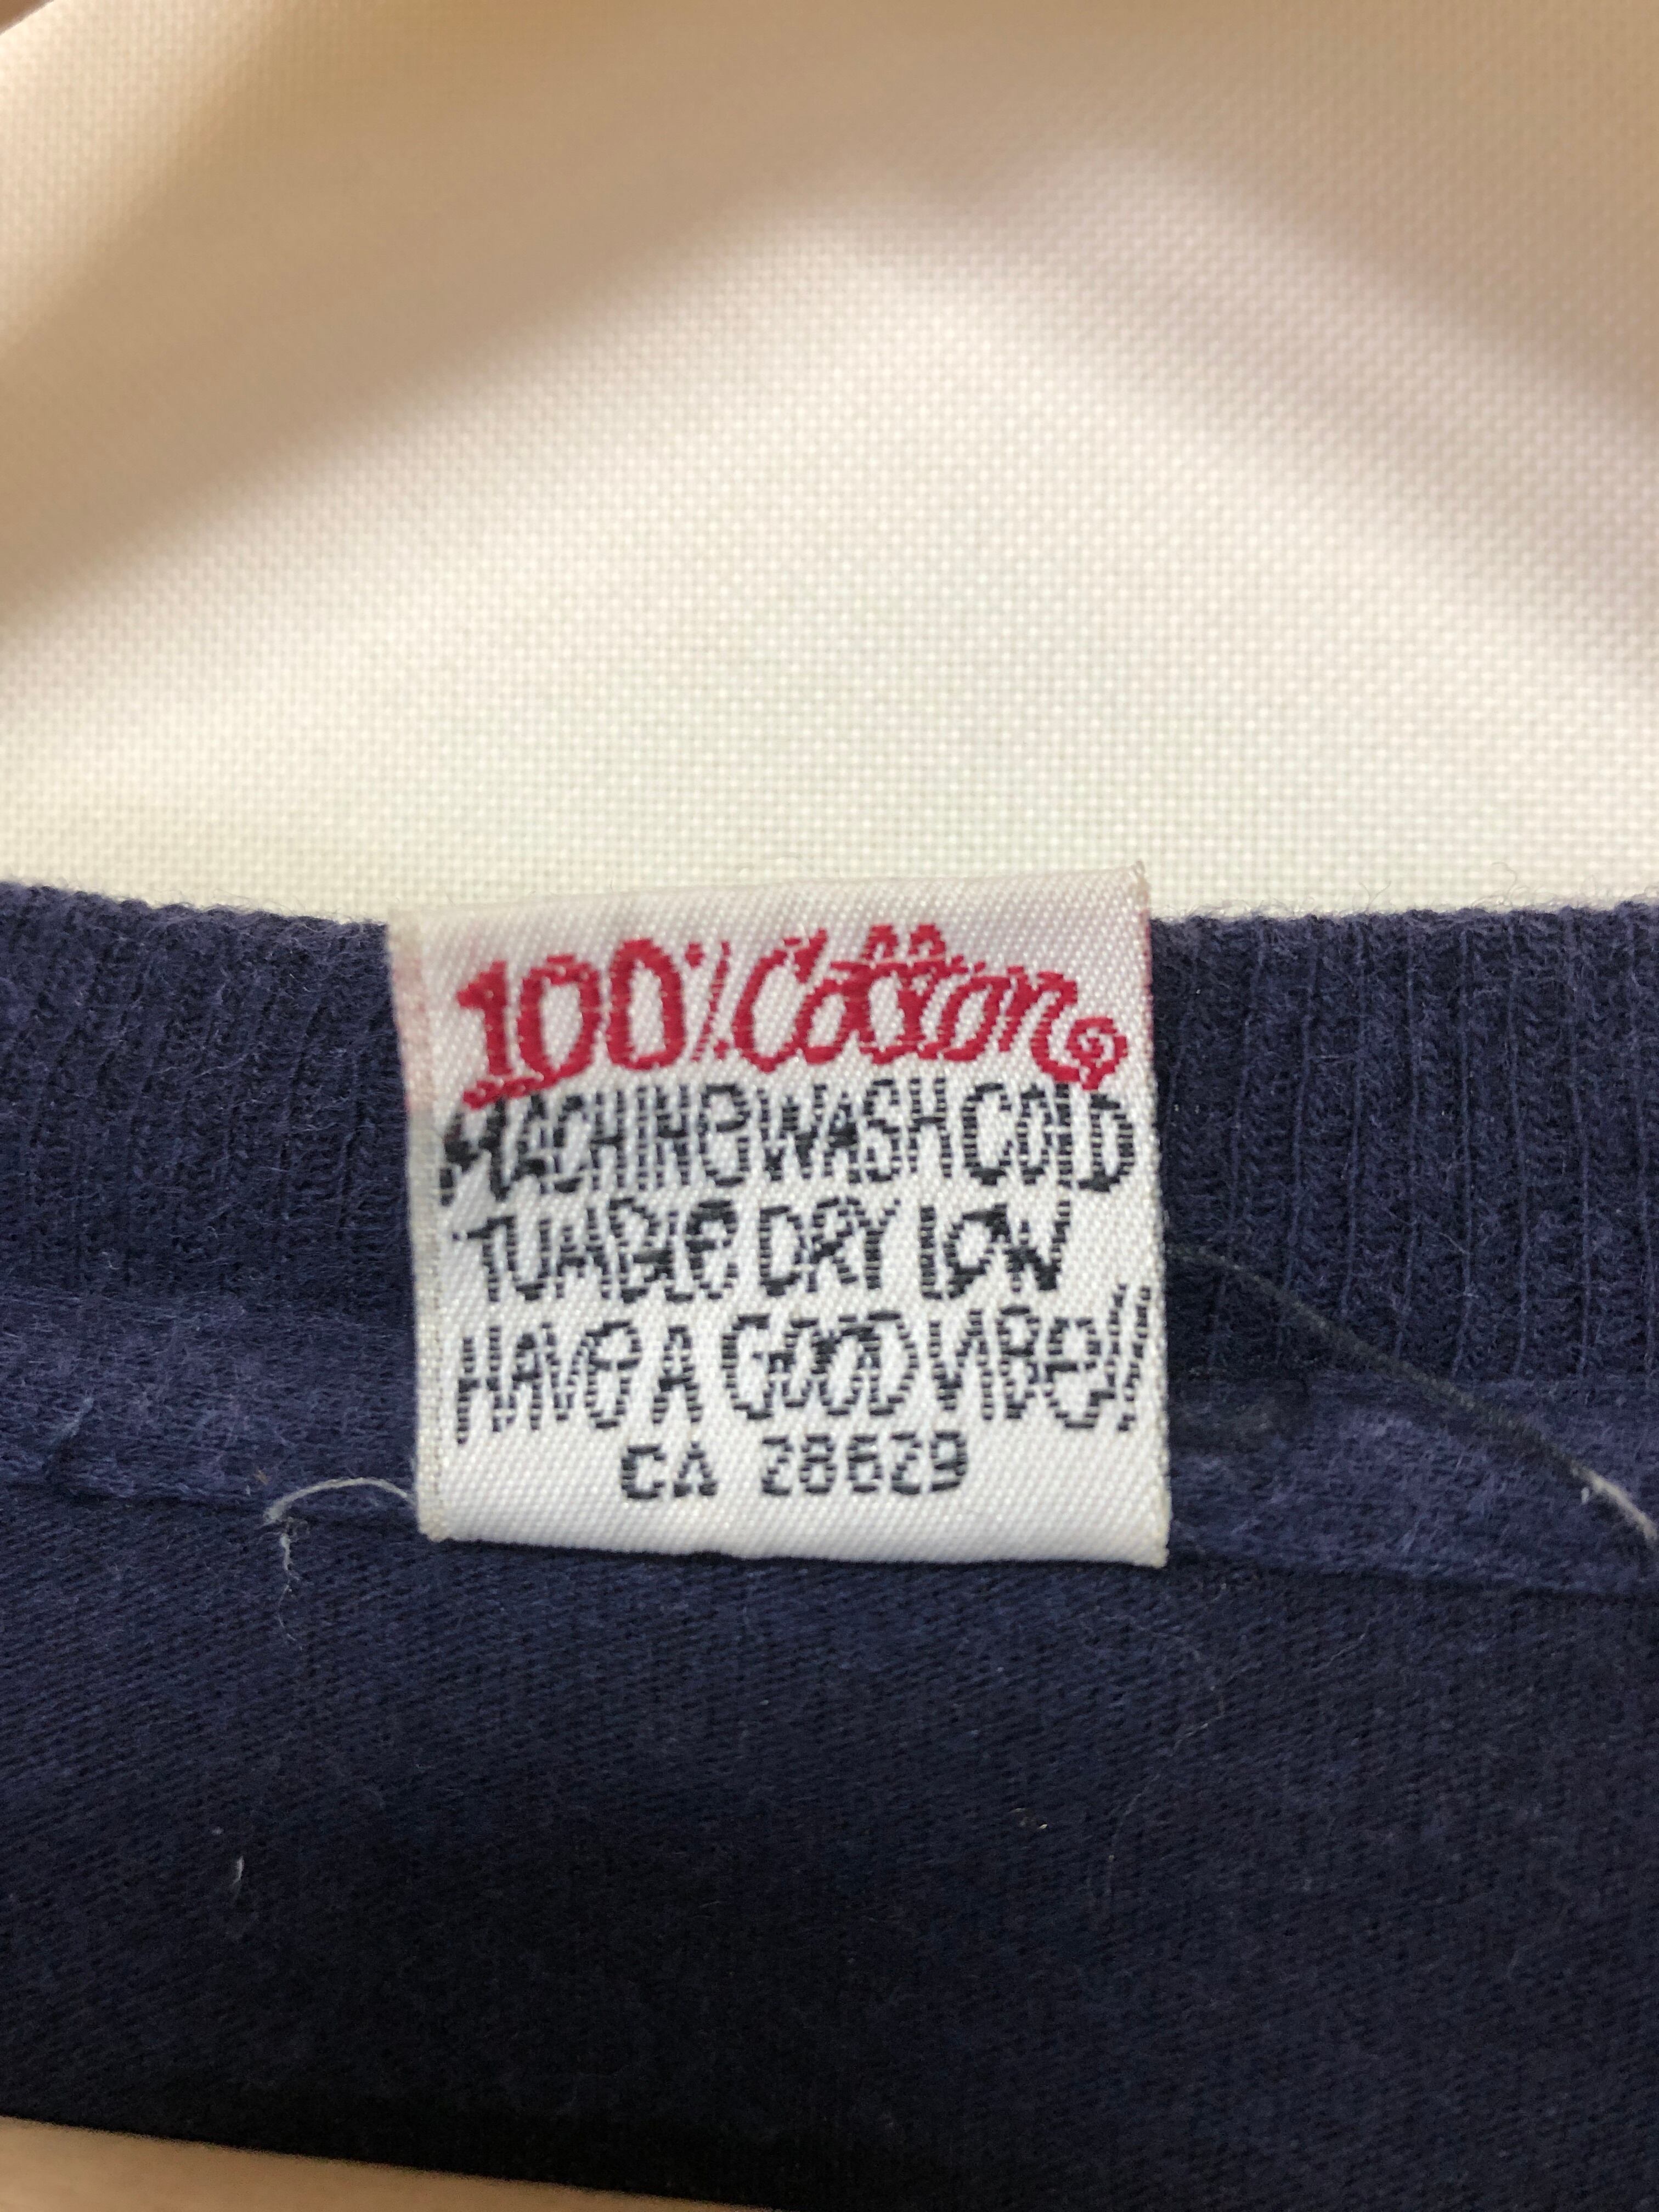 100% Cotton
MACHINE WASH COLD
TUMBLE DRY LOW
HAVE A GOOD VIBE!!
CA 28629